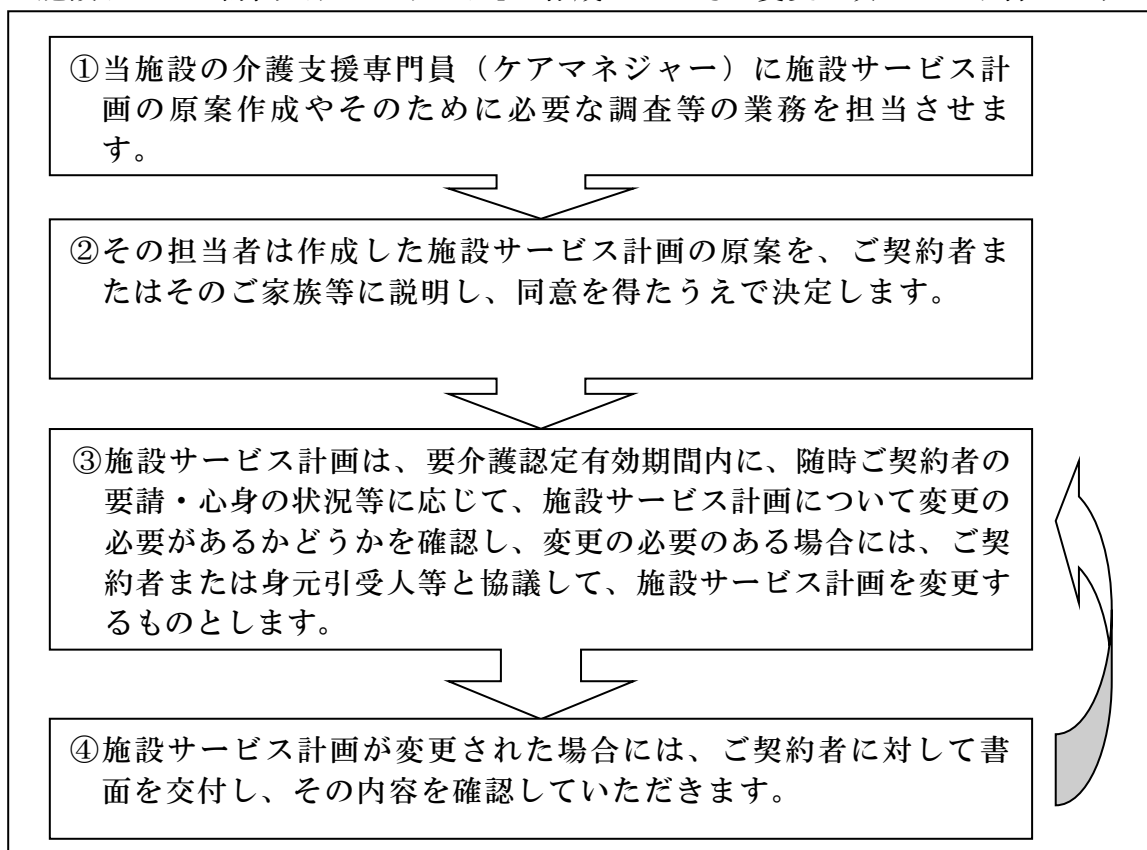 ①当施設の介護支援専門員（ケアマネジャー）に施設サービス計
画の原案作成やそのために必要な調査等の業務を担当させま
す。
②その担当者は作成した施設サービス計画の原案を、ご契約者ま
たはそのご家族等に説明し、同意を得たうえで決定します。
③施設サービス計画は、要介護認定有効期間内に、随時ご契約者の
要請・心身の状況等に応じて、施設サービス計画について変更の
必要があるかどうかを確認し、変更の必要のある場合には、ご契
約者または身元引受人等と協議して、施設サービス計画を変更す
るものとします。
④施設サービス計画が変更された場合には、ご契約者に対して書
面を交付し、その内容を確認していただきます。